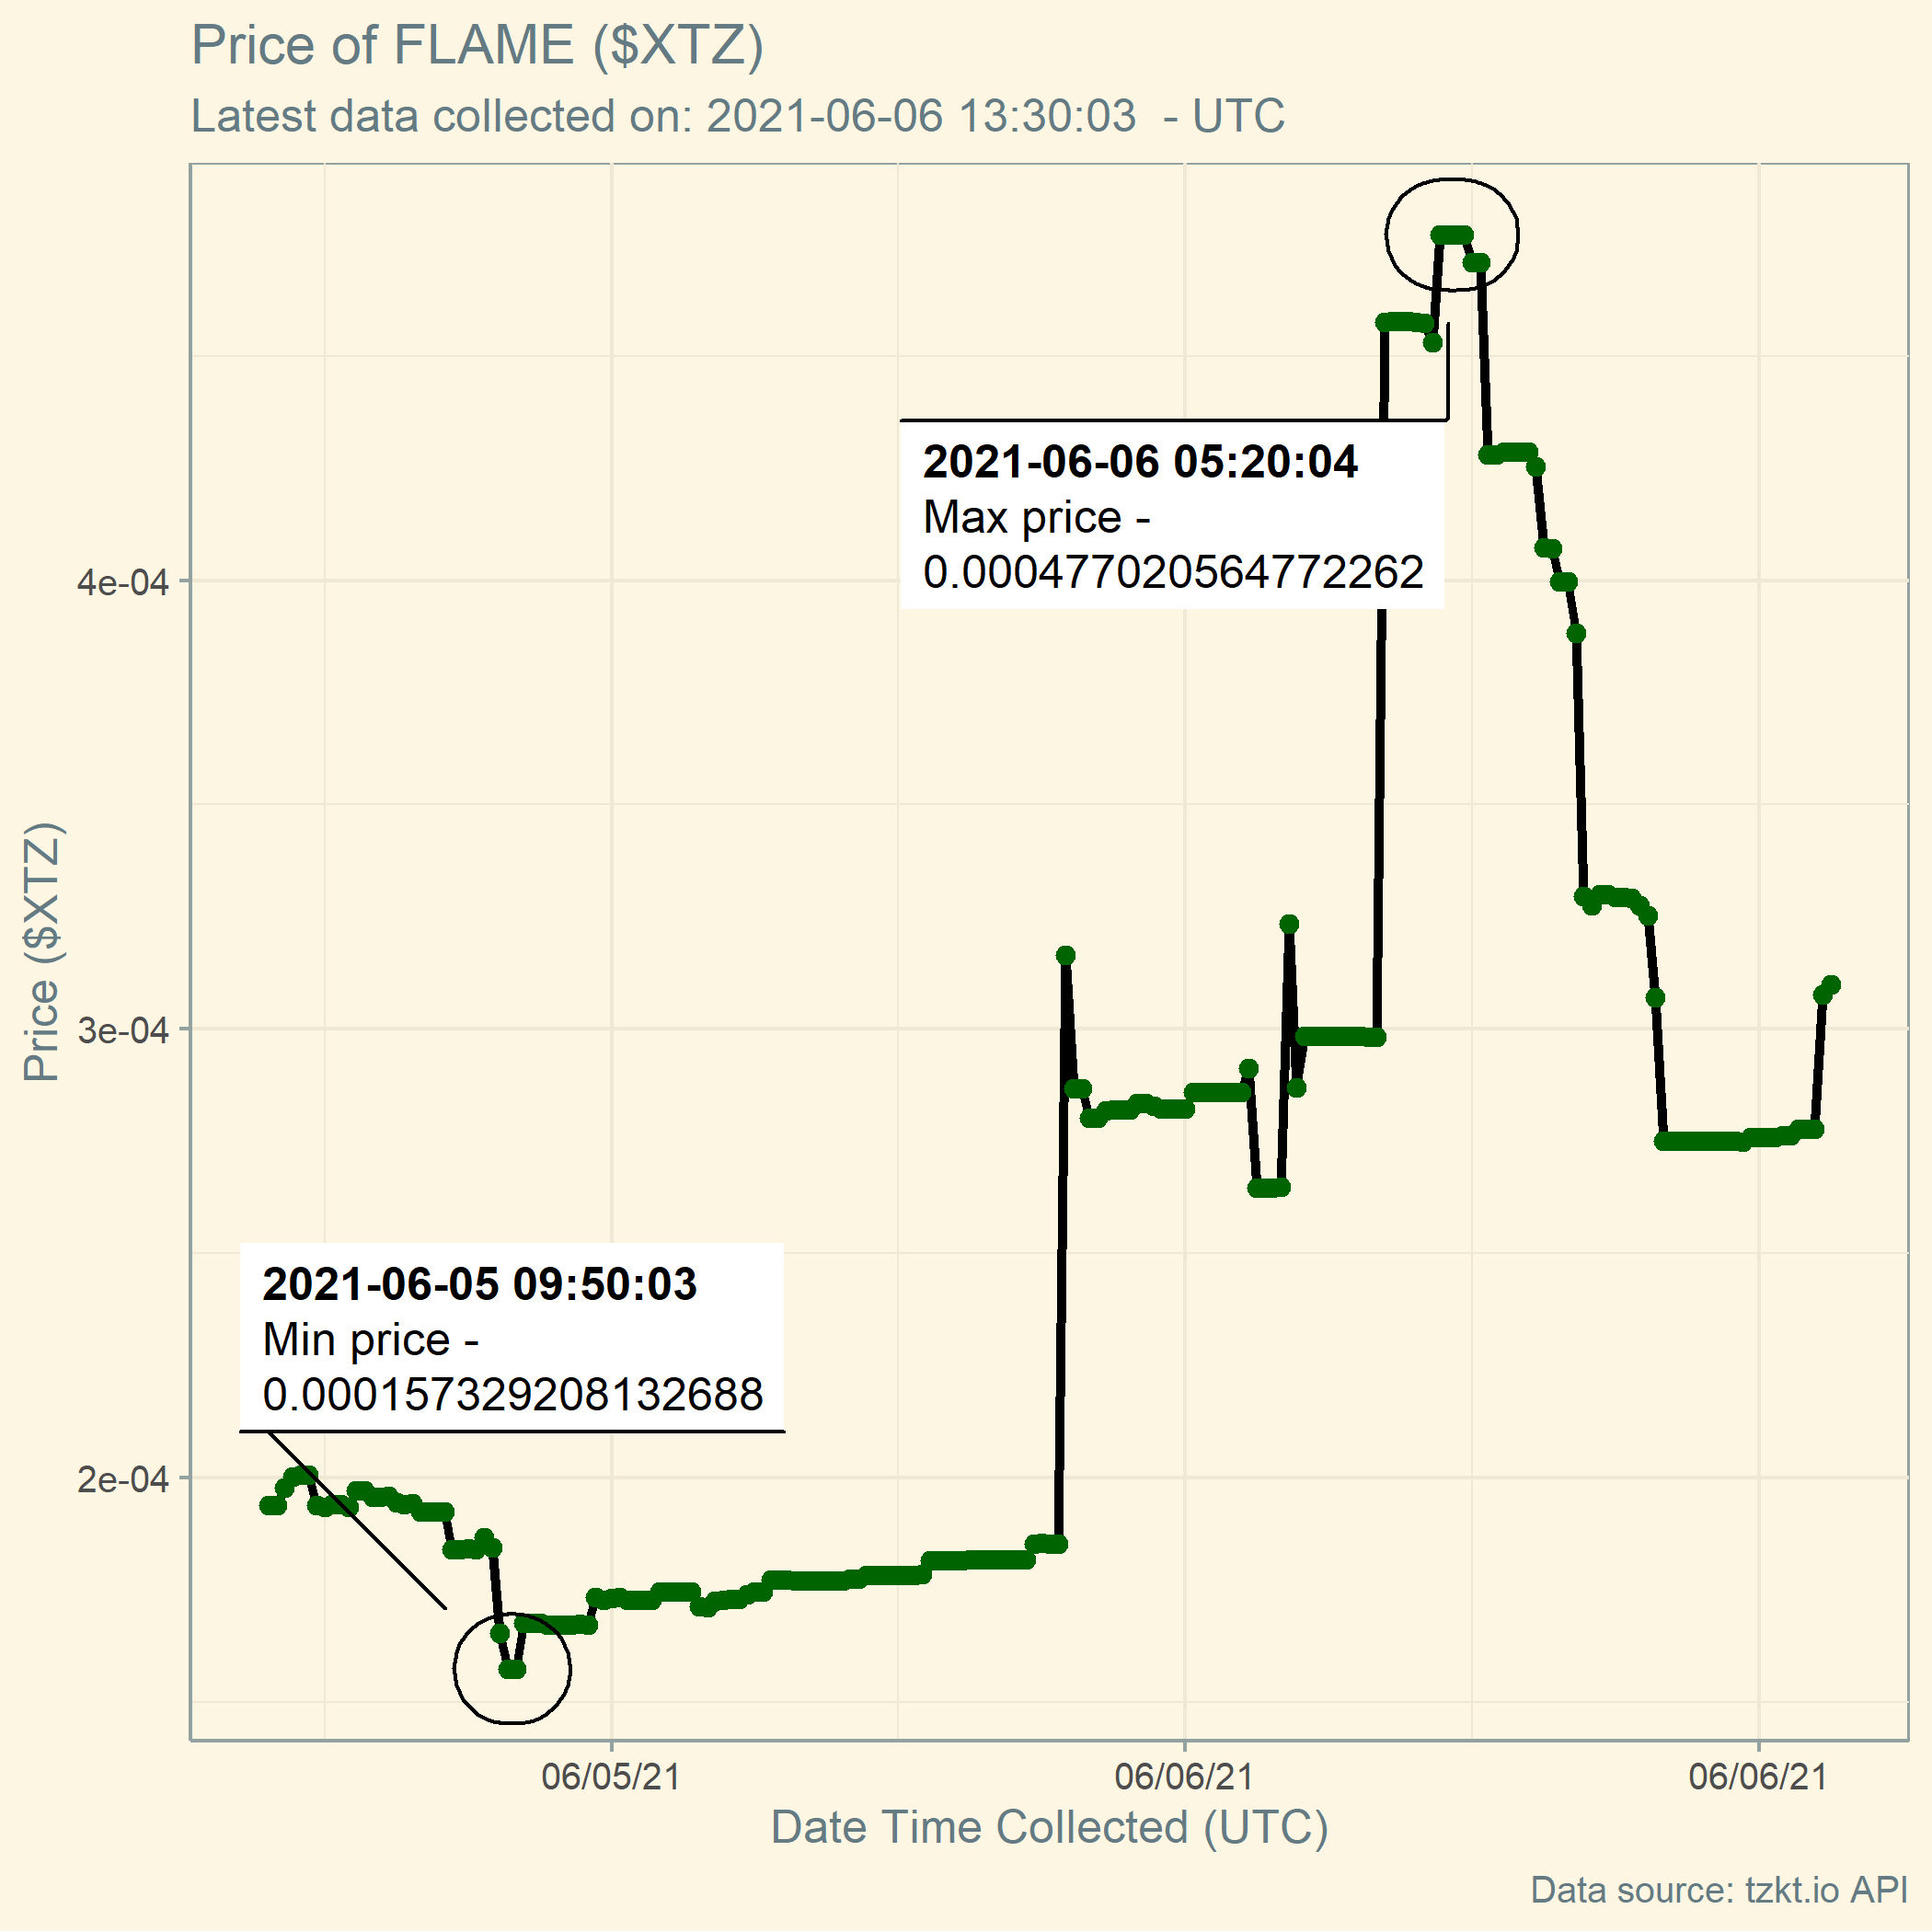 Price of FLAME ($XTZ)
Latest data collected on: 2021-06-06 13:30:03  - UTC
2021-06-06 05:20:04
Max price -
0.000477020564772262
4e-04
3e-04
2e-04
Price ($XTZ)
2021-06-05 09:50:03
Min price -
0.000157329208132688
06/05/21
06/06/21
06/06/21
Date Time Collected (UTC)
Data source: tzkt.io API